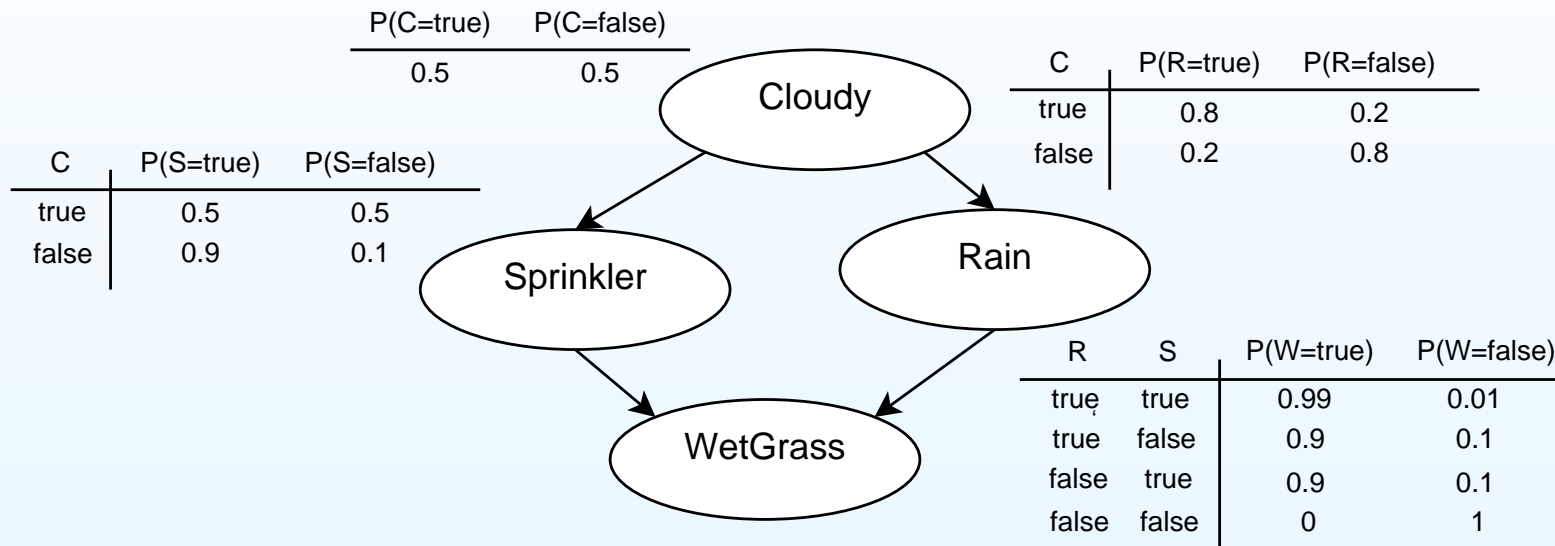 P(C=true) P(C=false)
0.5 0.5
Cloudy
C P(R=true) P(R=false)
true 0.8 0.2
false 0.2 0.8
C P(S=true) P(S=false)
true 0.5 0.5
false 0.9 0.1
Sprinkler
Rain
WetGrass
R S P(W=true) P(W=false)
true, true 0.99 0.01
true false 0.9 0.1
false true 0.9 0.1
false false 0 1